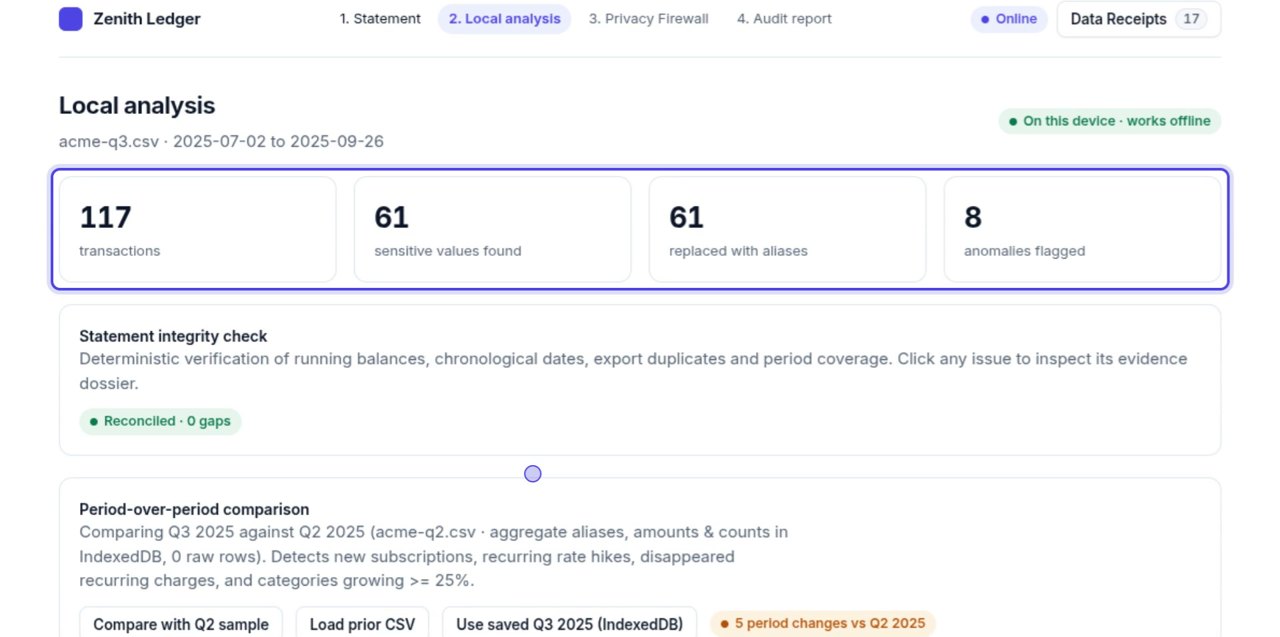 Zenith Ledger
1. Statement
2. Local analysis
3. Privacy Firewall
4. Audit report
Online
Data Receipts 17
Local analysis
acme-q3.csv · 2025-07-02 to 2025-09-26
On this device · works offline
117
transactions
61
sensitive values found
61
replaced with aliases
8
anomalies flagged
Statement integrity check
Deterministic verification of running balances, chronological dates, export duplicates and period coverage. Click any issue to inspect its evidence
dossier.
Reconciled · 0 gaps
Period-over-period comparison
Comparing Q3 2025 against Q2 2025 (acme-q2.csv · aggregate aliases, amounts & counts in
IndexedDB, 0 raw rows). Detects new subscriptions, recurring rate hikes, disappeared
recurring charges, and categories growing >= 25%.
Compare with Q2 sample
Load prior CSV
Use saved Q3 2025 (IndexedDB)
5 period changes vs Q2 2025